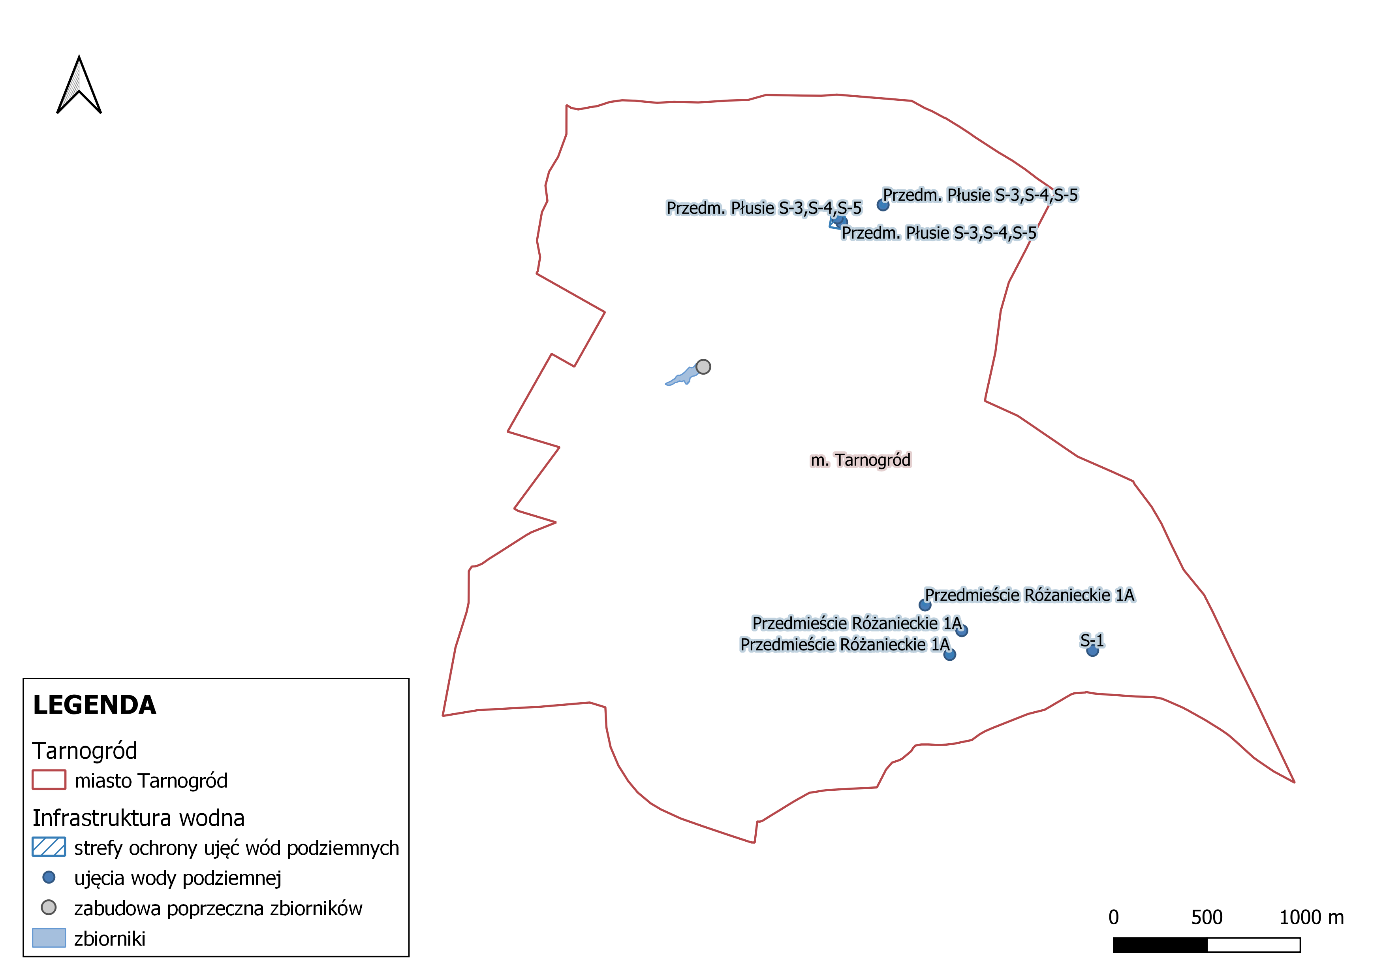 Przedm. Płusie S-3,S-4,S-5
Przedm. Płusie S-3,S-4,S-5
Przedm. Płusie S-3,S-4,S-5
m. Tarnogród
Przedmieście Różanieckie 1A
Przedmieście Różanieckie 1A
Przedmieście Różanieckie 1A
S-1
LEGENDA
Tarnogród
miasto Tarnogród
Infrastruktura wodna
strefy ochrony ujęć wód podziemnych
ujęcia wody podziemnej
zabudowa poprzeczna zbiorników
zbiorniki
0 500 1000 m